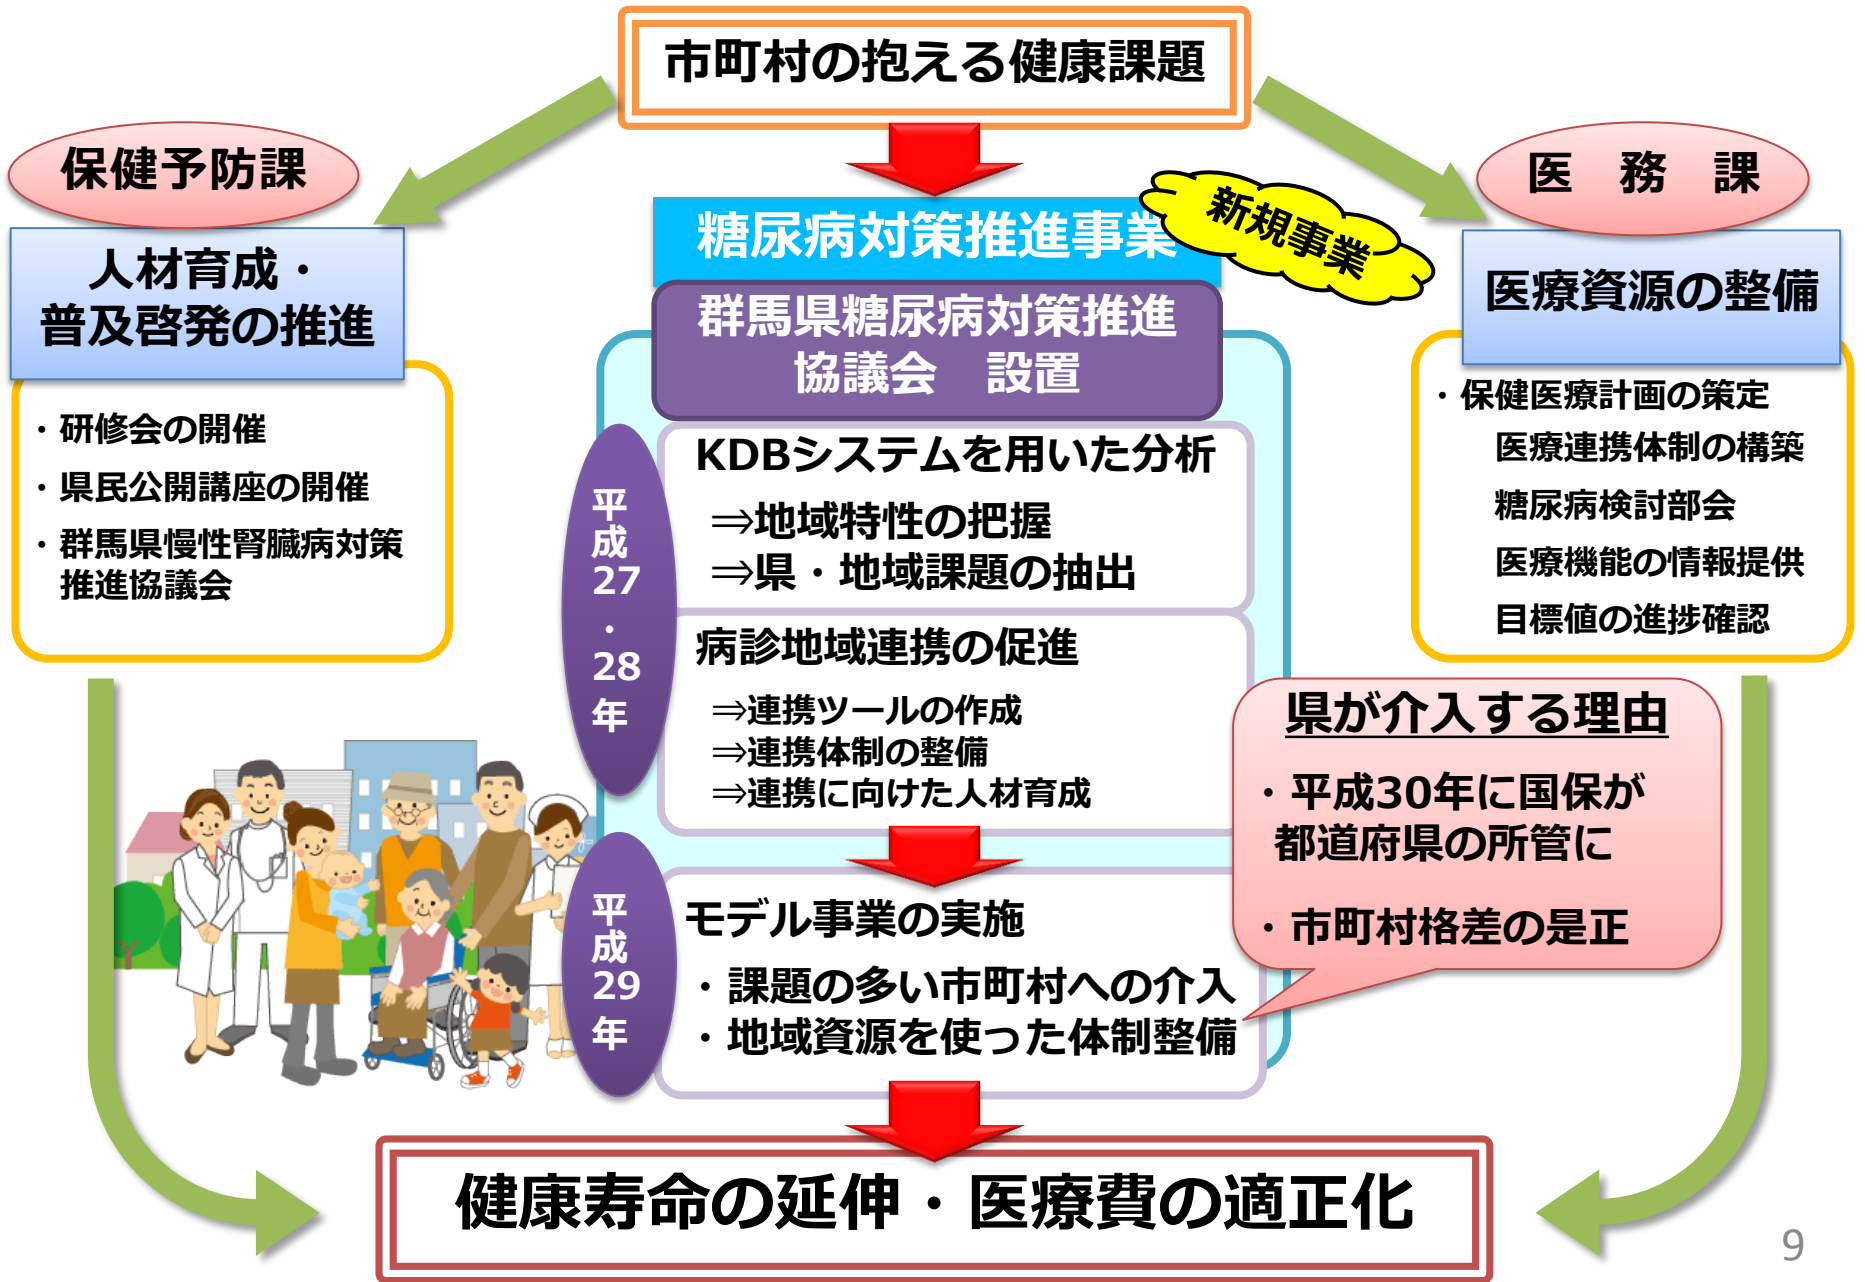 市町村の抱える健康課題
保健予防課
人材育成・
普及啓発の推進
・研修会の開催
・県民公開講座の開催
・群馬県慢性腎臓病対策
推進協議会
糖尿病対策推進事業
新規事業
群馬県糖尿病対策推進
協議会　設置
平成27・28年
KDBシステムを用いた分析
⇒地域特性の把握
⇒県・地域課題の抽出
病診地域連携の促進
⇒連携ツールの作成
⇒連携体制の整備
⇒連携に向けた人材育成
平成29年
モデル事業の実施
・課題の多い市町村への介入
・地域資源を使った体制整備
医　務　課
医療資源の整備
・保健医療計画の策定
医療連携体制の構築
糖尿病検討部会
医療機能の情報提供
目標値の進捗確認
県が介入する理由
・平成30年に国保が
都道府県の所管に
・市町村格差の是正
健康寿命の延伸・医療費の適正化
9